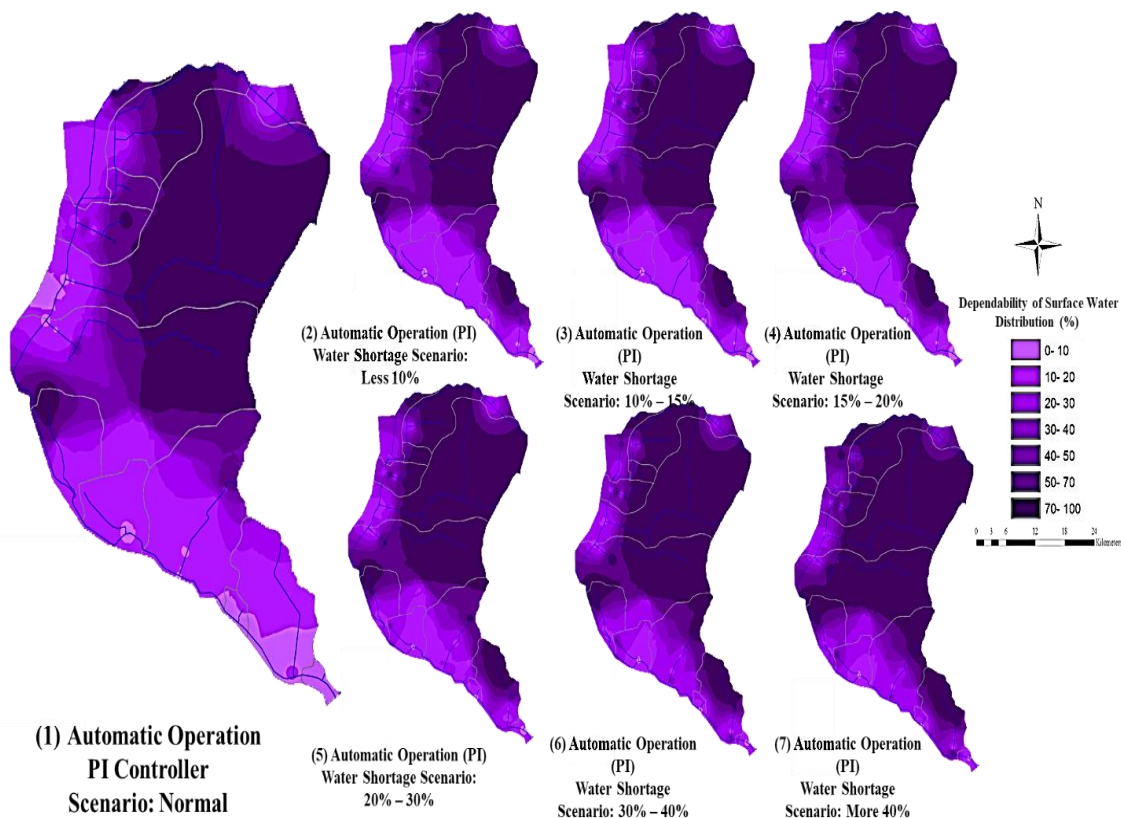 (1) Automatic Operation
PI Controller
Scenario: Normal
(2) Automatic Operation (PI)
Water Shortage Scenario:
Less 10%
(3) Automatic Operation
(PI)
Water Shortage
Scenario: 10% – 15%
(4) Automatic Operation
(PI)
Water Shortage
Scenario: 15% – 20%
(5) Automatic Operation (PI)
Water Shortage Scenario:
20% – 30%
(6) Automatic Operation
(PI)
Water Shortage
Scenario: 30% – 40%
(7) Automatic Operation
(PI)
Water Shortage
Scenario: More 40%
N
Dependability of Surface Water
Distribution (%)
0- 10
10- 20
20- 30
30- 40
40- 50
50- 70
70- 100
0 3 6 12 18 24
Kilometers